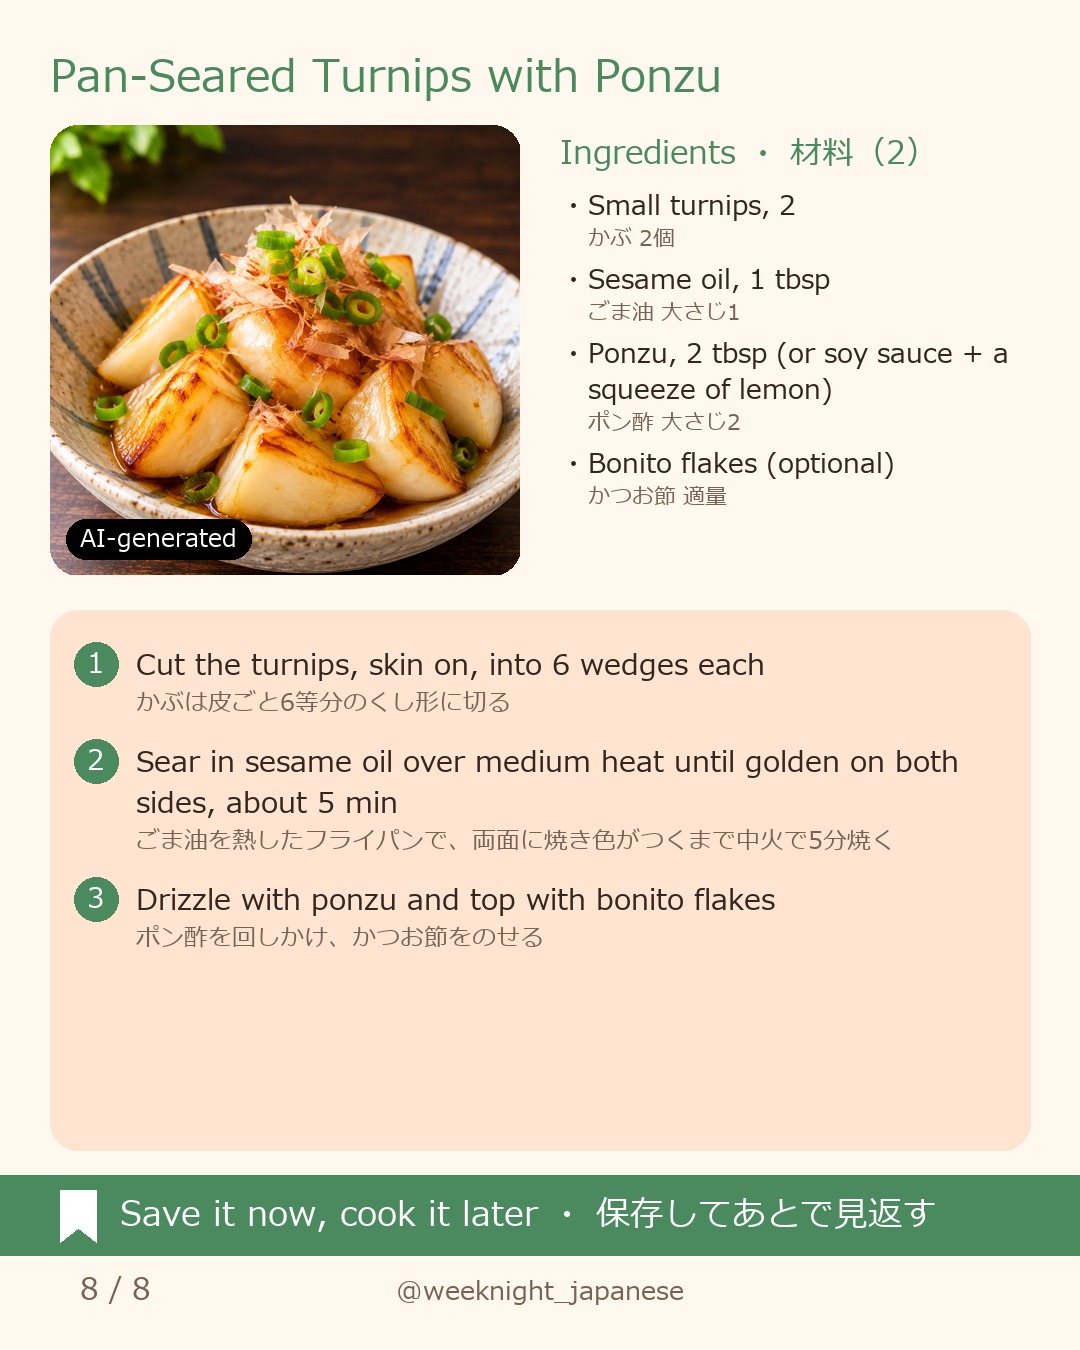 Pan-Seared Turnips with Ponzu
AI-generated
Ingredients ・ 材料（2）
・Small turnips, 2
かぶ 2個
・Sesame oil, 1 tbsp
ごま油 大さじ1
・Ponzu, 2 tbsp (or soy sauce + a
squeeze of lemon)
ポン酢 大さじ2
・Bonito flakes (optional)
かつお節 適量
1 Cut the turnips, skin on, into 6 wedges each
かぶは皮ごと6等分のくし形に切る
2 Sear in sesame oil over medium heat until golden on both
sides, about 5 min
ごま油を熱したフライパンで、両面に焼き色がつくまで中火で5分焼く
3 Drizzle with ponzu and top with bonito flakes
ポン酢を回しかけ、かつお節をのせる
Save it now, cook it later ・ 保存してあとで見返す
8 / 8
@weeknight_japanese